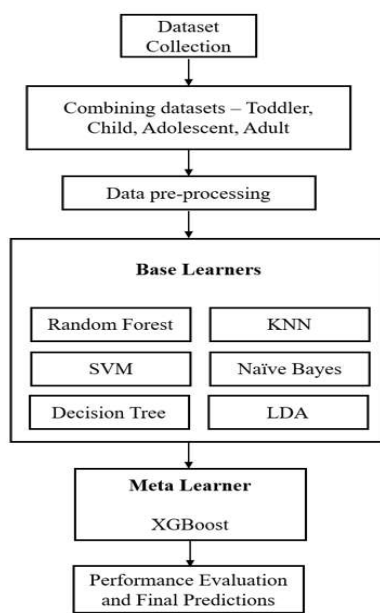 Dataset
Collection
Combining datasets – Toddler,
Child, Adolescent, Adult
Data pre-processing
Base Learners
Random Forest
KNN
SVM
Naïve Bayes
Decision Tree
LDA
Meta Learner
XGBoost
Performance Evaluation
and Final Predictions